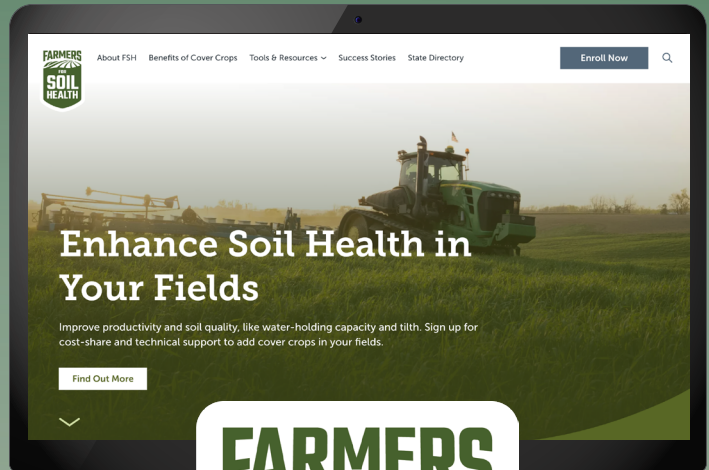 FARMERS
FOR
SOIL
HEALTH
About FSH Benefits of Cover Crops Tools & Resources Success Stories State Directory
Enroll Now
Enhance Soil Health in
Your Fields
Improve productivity and soil quality, like water-holding capacity and tilth. Sign up for
cost-share and technical support to add cover crops in your fields.
Find Out More
FARMERS